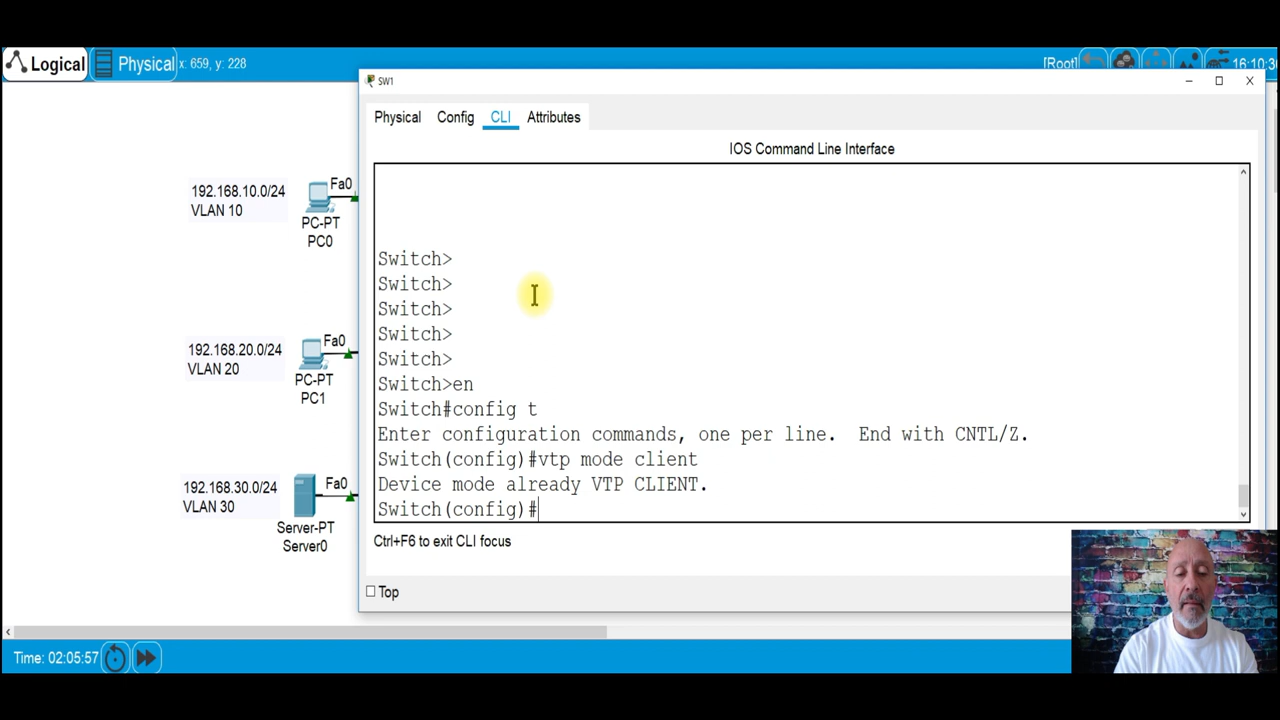 Logical
Physical
x: 659, y: 228
[Root]
SW1
Physical
Config
CLI
Attributes
IOS Command Line Interface
192.168.10.0/24
VLAN 10
Fa0
PC-PT
PC0
192.168.20.0/24
VLAN 20
Fa0
PC-PT
PC1
192.168.30.0/24
VLAN 30
Fa0
Server-PT
Server0
Switch>
Switch>
Switch>
Switch>
Switch>
Switch>en
Switch#config t
Enter configuration commands, one per line.  End with CNTL/Z.
Switch(config)#vtp mode client
Device mode already VTP CLIENT.
Switch(config)#
Ctrl+F6 to exit CLI focus
Top
Time: 02:05:57